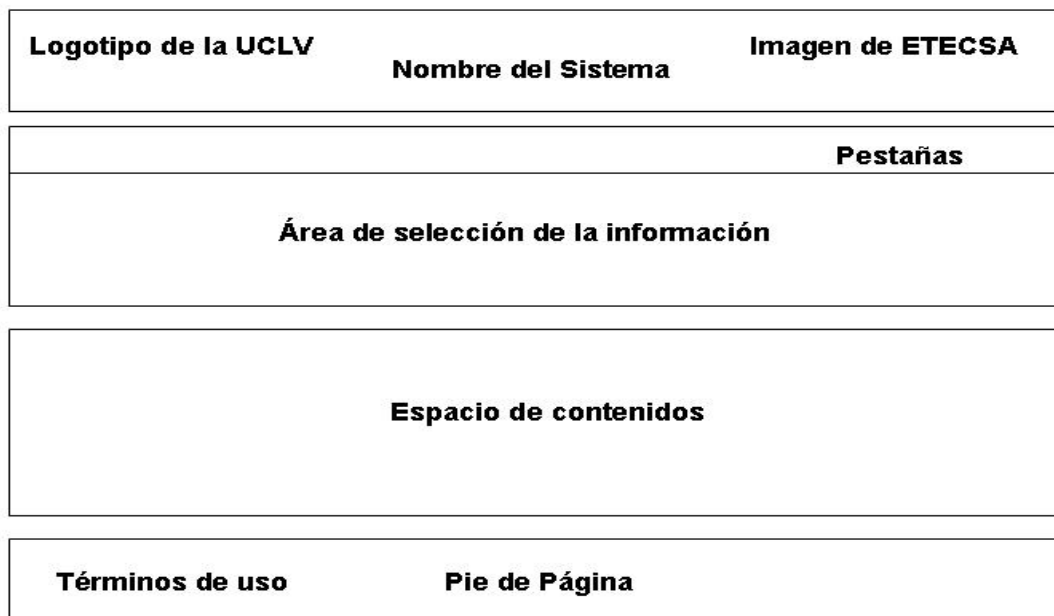 Logotipo de la UCLV
Imagen de ETECSA
Nombre del Sistema
Pestañas
Área de selección de la información
Espacio de contenidos
Términos de uso
Pie de Página